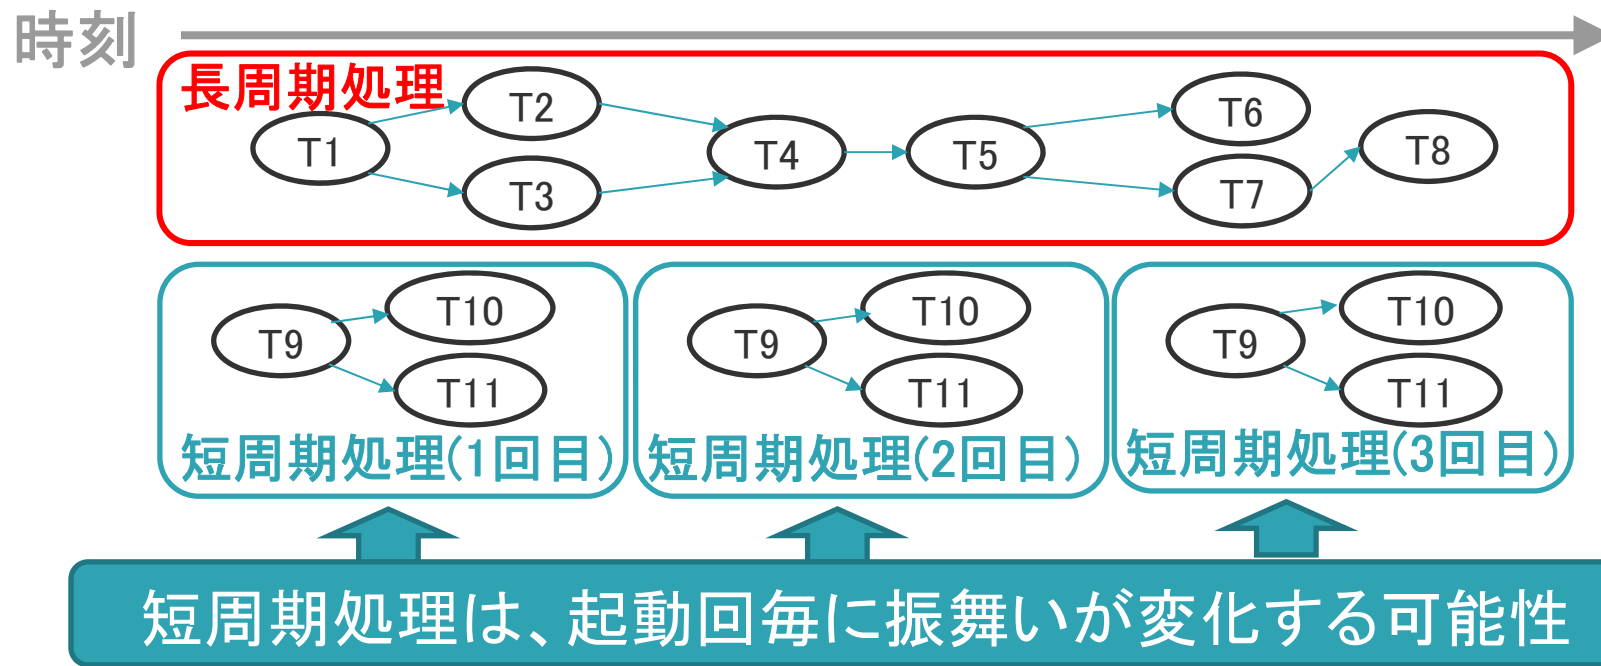 時刻
長周期処理
T1
T2
T3
T4
T5
T6
T7
T8
T9
T10
T11
短周期処理(1回目)
T9
T10
T11
短周期処理(2回目)
T9
T10
T11
短周期処理(3回目)
短周期処理は、起動回毎に振舞いが変化する可能性